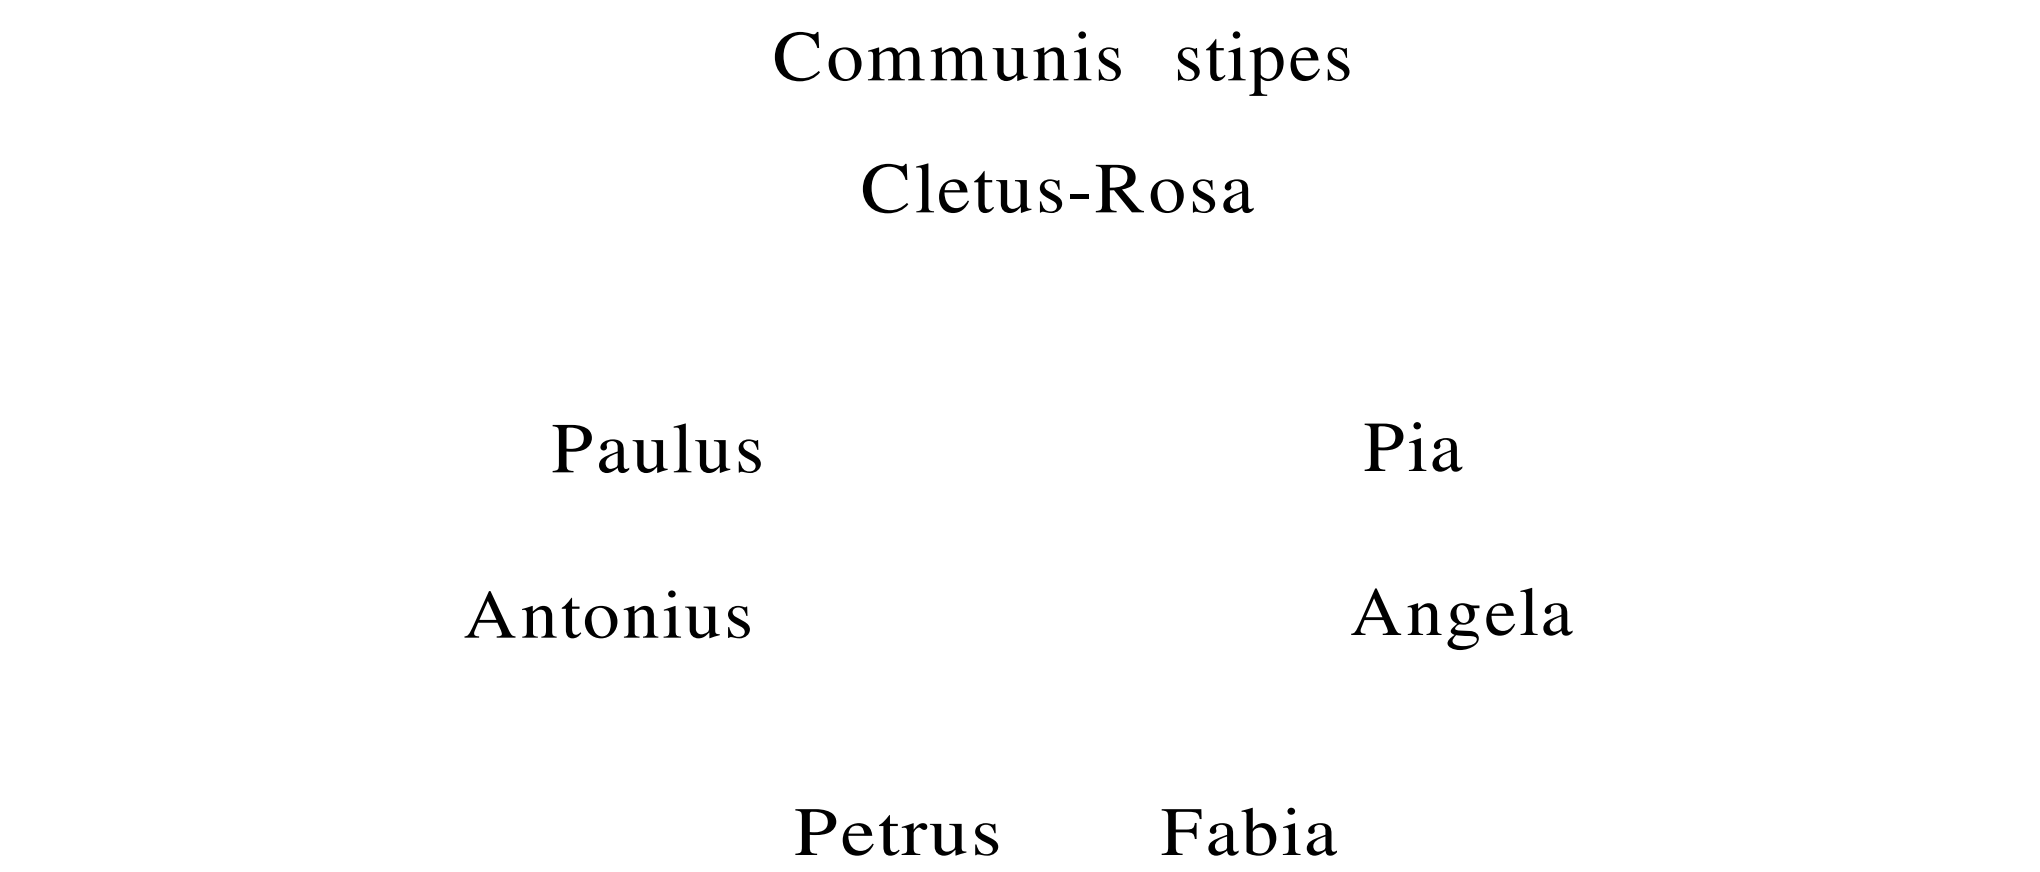 Communis stipes
Cletus-Rosa
Paulus Pia
Antonius Angela
Petrus Fabia